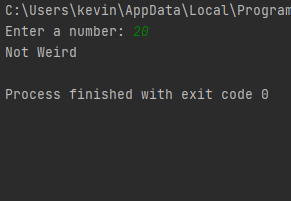 C:\Users\kevin\AppData\Local\Program
Enter a number: 20
Not Weird
Process finished with exit code 0